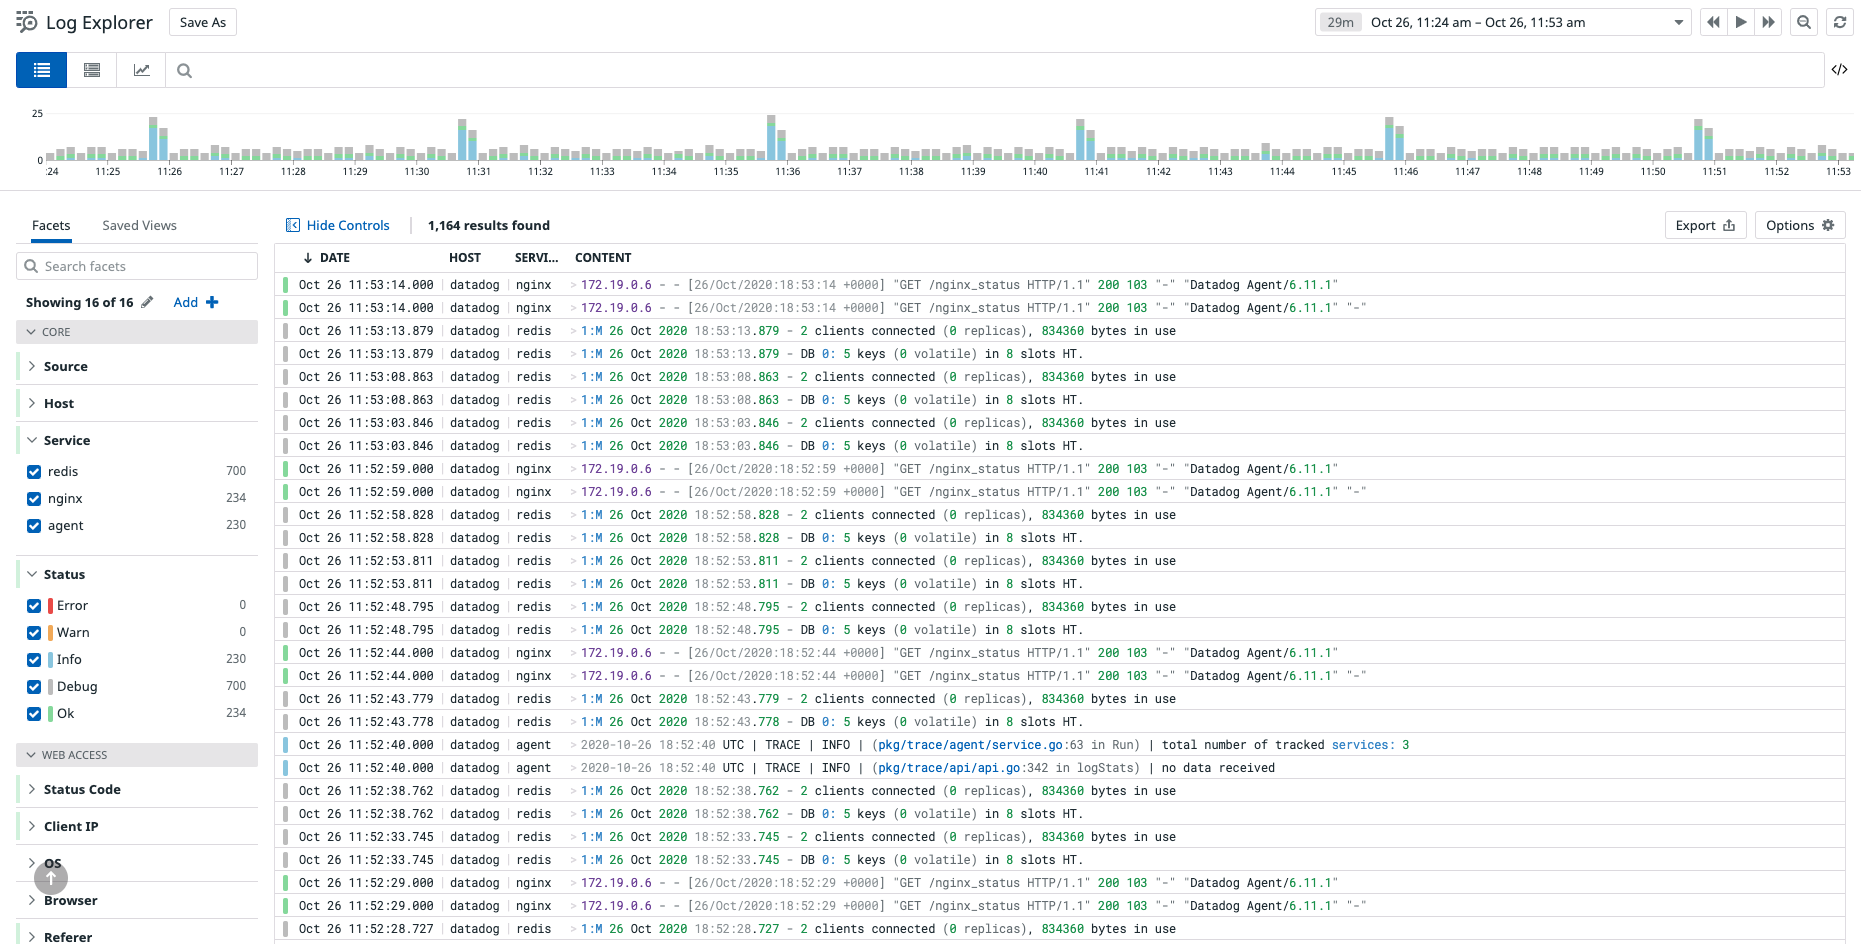 Log Explorer Save As 29m Oct 26, 11:24 am – Oct 26, 11:53 am
</>
25
0
:24 11:25 11:26 11:27 11:28 11:29 11:30 11:31 11:32 11:33 11:34 11:35 11:36 11:37 11:38 11:39 11:40 11:41 11:42 11:43 11:44 11:45 11:46 11:47 11:48 11:49 11:50 11:51 11:52 11:53
Facets Saved Views
Search facets
Showing 16 of 16 Add
CORE
Source
Host
Service
redis 700
nginx 234
agent 230
Status
Error 0
Warn 0
Info 230
Debug 700
Ok 234
WEB ACCESS
Status Code
Client IP
OS
Browser
Referer
Hide Controls 1,164 results found Export Options
DATE HOST SERVI... CONTENT
Oct 26 11:53:14.000 datadog nginx > 172.19.0.6 - - [26/Oct/2020:18:53:14 +0000] "GET /nginx_status HTTP/1.1" 200 103 "-" "Datadog Agent/6.11.1"
Oct 26 11:53:14.000 datadog nginx > 172.19.0.6 - - [26/Oct/2020:18:53:14 +0000] "GET /nginx_status HTTP/1.1" 200 103 "-" "Datadog Agent/6.11.1" "-"
Oct 26 11:53:13.879 datadog redis > 1:M 26 Oct 2020 18:53:13.879 - 2 clients connected (0 replicas), 834360 bytes in use
Oct 26 11:53:13.879 datadog redis > 1:M 26 Oct 2020 18:53:13.879 - DB 0: 5 keys (0 volatile) in 8 slots HT.
Oct 26 11:53:08.863 datadog redis > 1:M 26 Oct 2020 18:53:08.863 - 2 clients connected (0 replicas), 834360 bytes in use
Oct 26 11:53:08.863 datadog redis > 1:M 26 Oct 2020 18:53:08.863 - DB 0: 5 keys (0 volatile) in 8 slots HT.
Oct 26 11:53:03.846 datadog redis > 1:M 26 Oct 2020 18:53:03.846 - 2 clients connected (0 replicas), 834360 bytes in use
Oct 26 11:53:03.846 datadog redis > 1:M 26 Oct 2020 18:53:03.846 - DB 0: 5 keys (0 volatile) in 8 slots HT.
Oct 26 11:52:59.000 datadog nginx > 172.19.0.6 - - [26/Oct/2020:18:52:59 +0000] "GET /nginx_status HTTP/1.1" 200 103 "-" "Datadog Agent/6.11.1"
Oct 26 11:52:59.000 datadog nginx > 172.19.0.6 - - [26/Oct/2020:18:52:59 +0000] "GET /nginx_status HTTP/1.1" 200 103 "-" "Datadog Agent/6.11.1" "-"
Oct 26 11:52:58.828 datadog redis > 1:M 26 Oct 2020 18:52:58.828 - 2 clients connected (0 replicas), 834360 bytes in use
Oct 26 11:52:58.828 datadog redis > 1:M 26 Oct 2020 18:52:58.828 - DB 0: 5 keys (0 volatile) in 8 slots HT.
Oct 26 11:52:53.811 datadog redis > 1:M 26 Oct 2020 18:52:53.811 - 2 clients connected (0 replicas), 834360 bytes in use
Oct 26 11:52:53.811 datadog redis > 1:M 26 Oct 2020 18:52:53.811 - DB 0: 5 keys (0 volatile) in 8 slots HT.
Oct 26 11:52:48.795 datadog redis > 1:M 26 Oct 2020 18:52:48.795 - 2 clients connected (0 replicas), 834360 bytes in use
Oct 26 11:52:48.795 datadog redis > 1:M 26 Oct 2020 18:52:48.795 - DB 0: 5 keys (0 volatile) in 8 slots HT.
Oct 26 11:52:44.000 datadog nginx > 172.19.0.6 - - [26/Oct/2020:18:52:44 +0000] "GET /nginx_status HTTP/1.1" 200 103 "-" "Datadog Agent/6.11.1"
Oct 26 11:52:44.000 datadog nginx > 172.19.0.6 - - [26/Oct/2020:18:52:44 +0000] "GET /nginx_status HTTP/1.1" 200 103 "-" "Datadog Agent/6.11.1" "-"
Oct 26 11:52:43.779 datadog redis > 1:M 26 Oct 2020 18:52:43.779 - 2 clients connected (0 replicas), 834360 bytes in use
Oct 26 11:52:43.778 datadog redis > 1:M 26 Oct 2020 18:52:43.778 - DB 0: 5 keys (0 volatile) in 8 slots HT.
Oct 26 11:52:40.000 datadog agent > 2020-10-26 18:52:40 UTC | TRACE | INFO | (pkg/trace/agent/service.go:63 in Run) | total number of tracked services: 3
Oct 26 11:52:40.000 datadog agent > 2020-10-26 18:52:40 UTC | TRACE | INFO | (pkg/trace/api/api.go:342 in logStats) | no data received
Oct 26 11:52:38.762 datadog redis > 1:M 26 Oct 2020 18:52:38.762 - 2 clients connected (0 replicas), 834360 bytes in use
Oct 26 11:52:38.762 datadog redis > 1:M 26 Oct 2020 18:52:38.762 - DB 0: 5 keys (0 volatile) in 8 slots HT.
Oct 26 11:52:33.745 datadog redis > 1:M 26 Oct 2020 18:52:33.745 - 2 clients connected (0 replicas), 834360 bytes in use
Oct 26 11:52:33.745 datadog redis > 1:M 26 Oct 2020 18:52:33.745 - DB 0: 5 keys (0 volatile) in 8 slots HT.
Oct 26 11:52:29.000 datadog nginx > 172.19.0.6 - - [26/Oct/2020:18:52:29 +0000] "GET /nginx_status HTTP/1.1" 200 103 "-" "Datadog Agent/6.11.1"
Oct 26 11:52:29.000 datadog nginx > 172.19.0.6 - - [26/Oct/2020:18:52:29 +0000] "GET /nginx_status HTTP/1.1" 200 103 "-" "Datadog Agent/6.11.1" "-"
Oct 26 11:52:28.727 datadog redis > 1:M 26 Oct 2020 18:52:28.727 - 2 clients connected (0 replicas), 834360 bytes in use